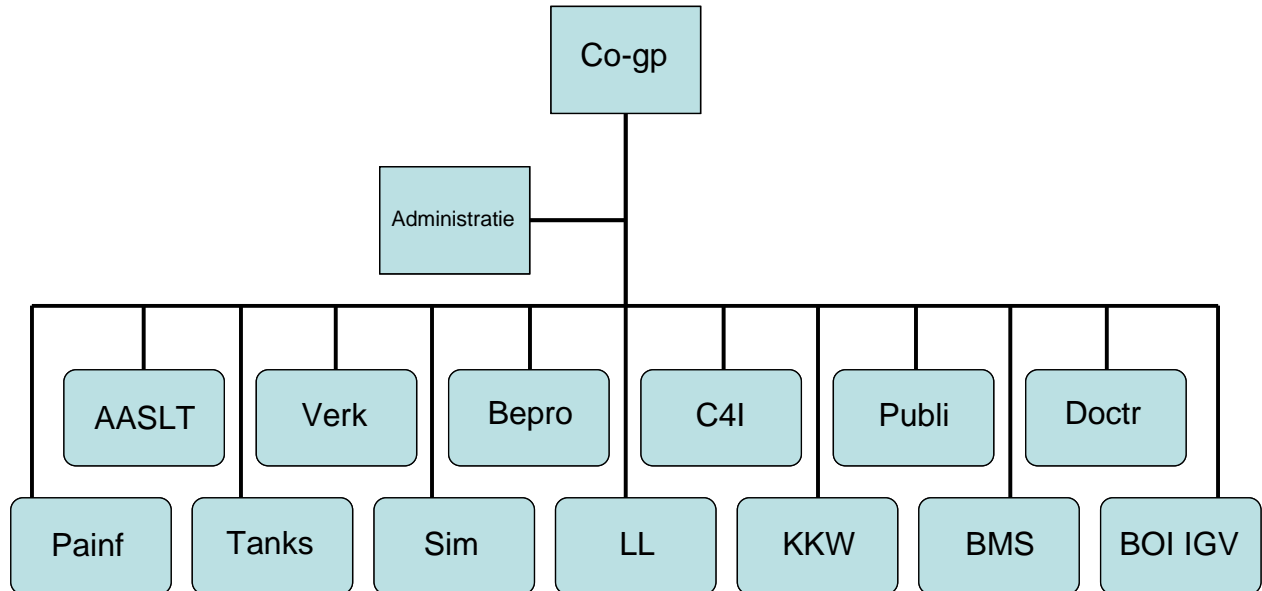 Co-gp
Administratie
AASLT
Verk
Bepro
C4I
Publi
Doctr
Painf
Tanks
Sim
LL
KKW
BMS
BOI IGV